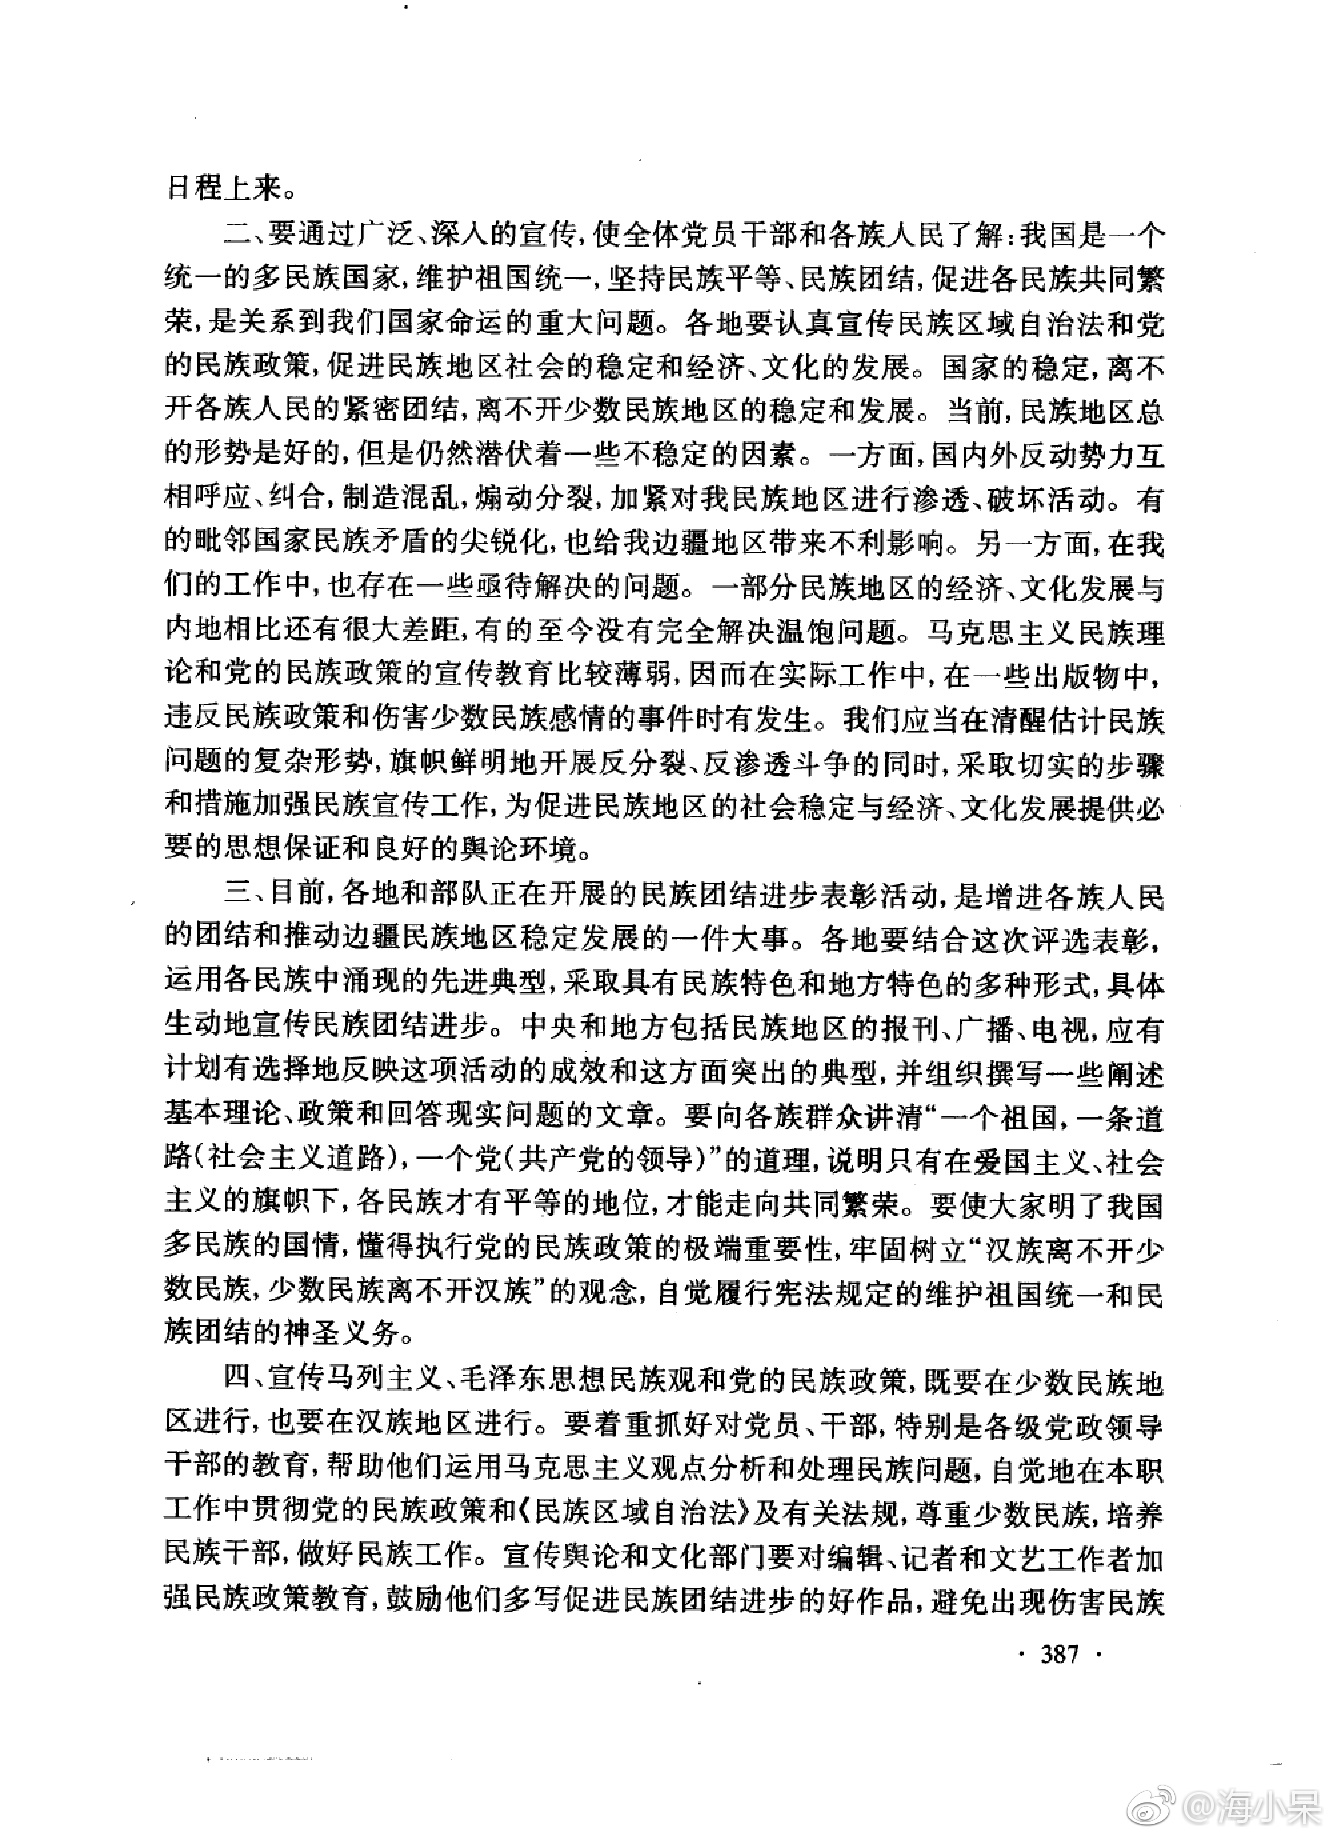 日程上来。
二、要通过广泛、深入的宣传,使全体党员干部和各族人民了解:我国是一个
统一的多民族国家,维护祖国统一,坚持民族平等、民族团结,促进各民族共同繁
荣,是关系到我们国家命运的重大问题。各地要认真宣传民族区域自治法和党
的民族政策,促进民族地区社会的稳定和经济、文化的发展。国家的稳定,离不
开各族人民的紧密团结,离不开少数民族地区的稳定和发展。当前,民族地区总
的形势是好的,但是仍然潜伏着一些不稳定的因素。一方面,国内外反动势力互
相呼应、纠合,制造混乱,煽动分裂,加紧对我民族地区进行渗透、破坏活动。有
的毗邻国家民族矛盾的尖锐化,也给我边疆地区带来不利影响。另一方面,在我
们的工作中,也存在一些亟待解决的问题。一部分民族地区的经济、文化发展与
内地相比还有很大差距,有的至今没有完全解决温饱问题。马克思主义民族理
论和党的民族政策的宣传教育比较薄弱,因而在实际工作中,在一些出版物中,
违反民族政策和伤害少数民族感情的事件时有发生。我们应当在清醒估计民族
问题的复杂形势,旗帜鲜明地开展反分裂、反渗透斗争的同时,采取切实的步骤
和措施加强民族宣传工作,为促进民族地区的社会稳定与经济、文化发展提供必
要的思想保证和良好的舆论环境。
三、目前,各地和部队正在开展的民族团结进步表彰活动,是增进各族人民
的团结和推动边疆民族地区稳定发展的一件大事。各地要结合这次评选表彰,
运用各民族中涌现的先进典型,采取具有民族特色和地方特色的多种形式,具体
生动地宣传民族团结进步。中央和地方包括民族地区的报刊、广播、电视,应有
计划有选择地反映这项活动的成效和这方面突出的典型,并组织撰写一些阐述
基本理论、政策和回答现实问题的文章。要向各族群众讲清“一个祖国,一条道
路(社会主义道路),一个党(共产党的领导)”的道理,说明只有在爱国主义、社会
主义的旗帜下,各民族才有平等的地位,才能走向共同繁荣。要使大家明了我国
多民族的国情,懂得执行党的民族政策的极端重要性,牢固树立“汉族离不开少
数民族,少数民族离不开汉族”的观念,自觉履行宪法规定的维护祖国统一和民
族团结的神圣义务。
四、宣传马列主义、毛泽东思想民族观和党的民族政策,既要在少数民族地
区进行,也要在汉族地区进行。要着重抓好对党员、干部,特别是各级党政领导
干部的教育,帮助他们运用马克思主义观点分析和处理民族问题,自觉地在本职
工作中贯彻党的民族政策和《民族区域自治法》及有关法规,尊重少数民族,培养
民族干部,做好民族工作。宣传舆论和文化部门要对编辑、记者和文艺工作者加
强民族政策教育,鼓励他们多写促进民族团结进步的好作品,避免出现伤害民族
· 387 ·
@海小呆